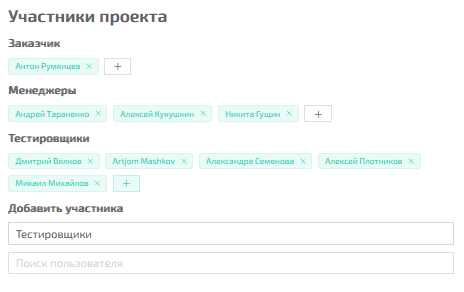 Участники проекта
Заказчик
Антон Румянцев × +
Менеджеры
Андрей Тараненко × Алексей Кукушкин × Никита Гущин × +
Тестировщики
Дмитрий Вялков × Artjom Mashkov × Александра Семенова × Алексей Плотников ×
Михаил Михайлов × +
Добавить участника
Тестировщики
Поиск пользователя